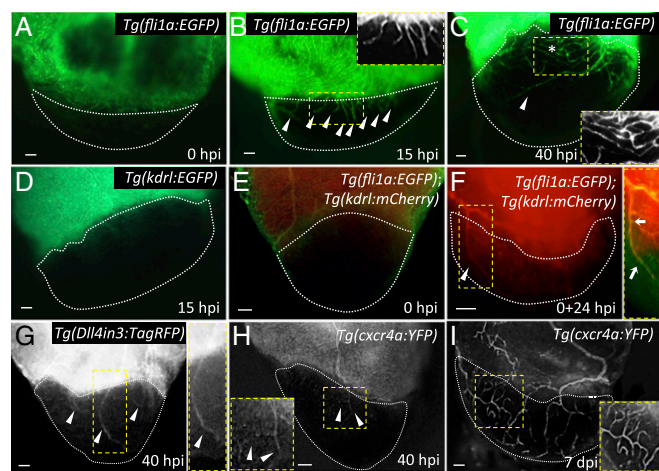 A
Tg(fli1a:EGFP)
0 hpi
B
Tg(fli1a:EGFP)
15 hpi
C
Tg(fli1a:EGFP)
*
40 hpi
D
Tg(kdrl:EGFP)
15 hpi
E
Tg(fli1a:EGFP);
Tg(kdrl:mCherry)
0 hpi
F
Tg(fli1a:EGFP);
Tg(kdrl:mCherry)
0+24 hpi
G
Tg(Dll4in3:TagRFP)
40 hpi
H
Tg(cxcr4a:YFP)
40 hpi
I
Tg(cxcr4a:YFP)
7 dpi